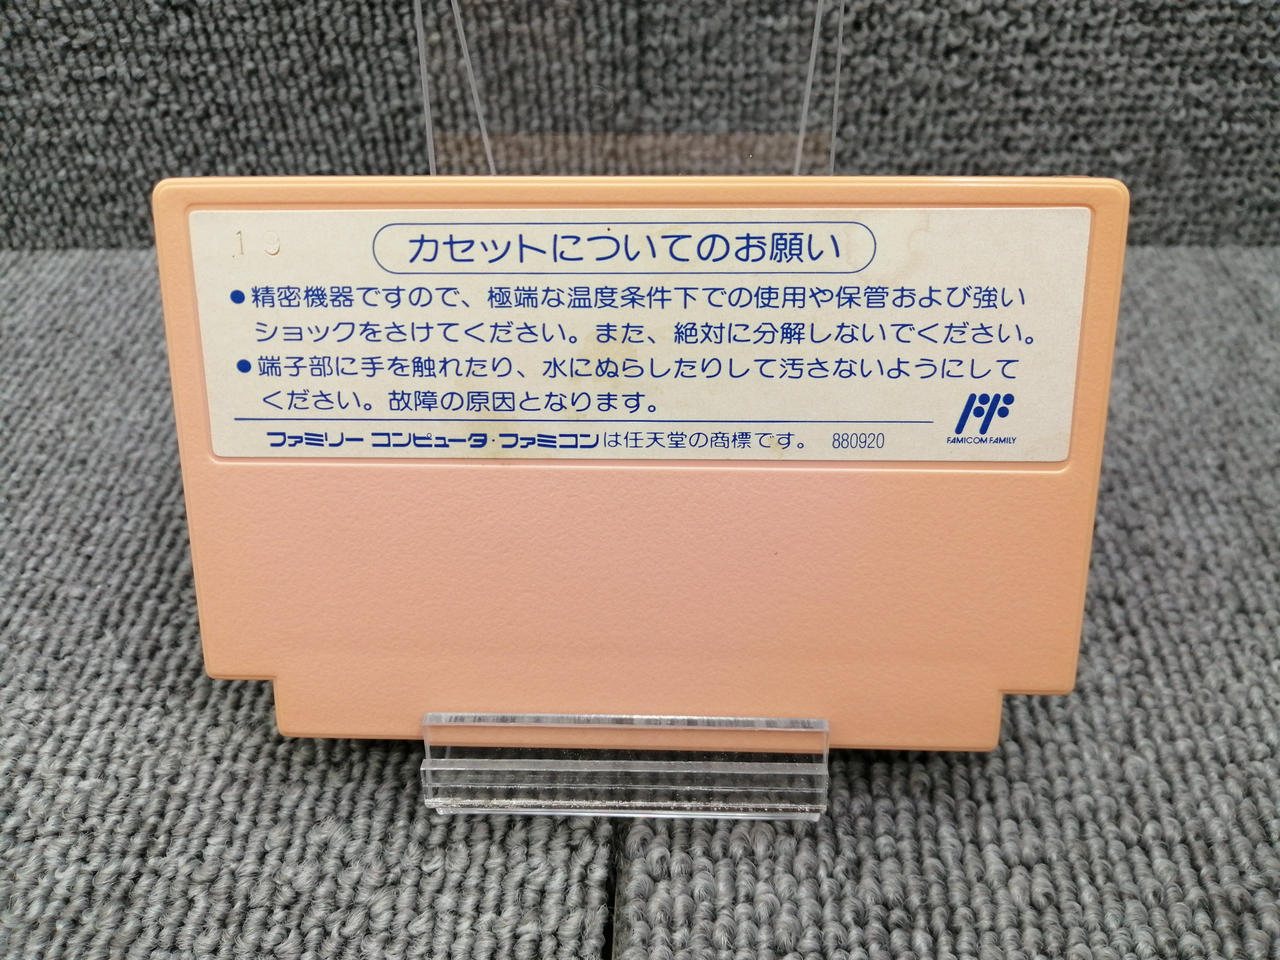 19
カセットについてのお願い
●精密機器ですので、極端な温度条件下での使用や保管および強い
ショックをさけてください。また、絶対に分解しないでください。
●端子部に手を触れたり、水にぬらしたりして汚さないようにして
ください。故障の原因となります。
FAMICOM FAMILY
ファミリー コンピュータ・ファミコンは任天堂の商標です。 880920